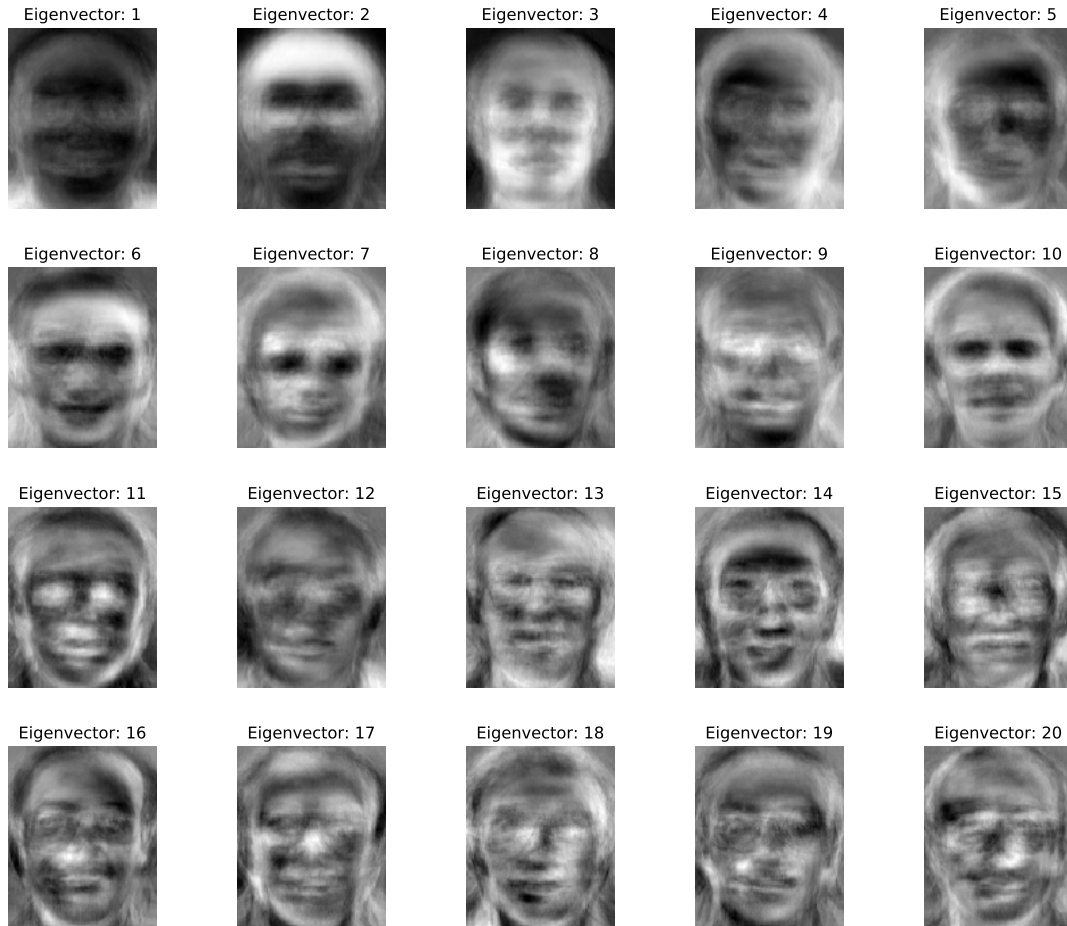 Eigenvector: 1
Eigenvector: 2
Eigenvector: 3
Eigenvector: 4
Eigenvector: 5
Eigenvector: 6
Eigenvector: 7
Eigenvector: 8
Eigenvector: 9
Eigenvector: 10
Eigenvector: 11
Eigenvector: 12
Eigenvector: 13
Eigenvector: 14
Eigenvector: 15
Eigenvector: 16
Eigenvector: 17
Eigenvector: 18
Eigenvector: 19
Eigenvector: 20